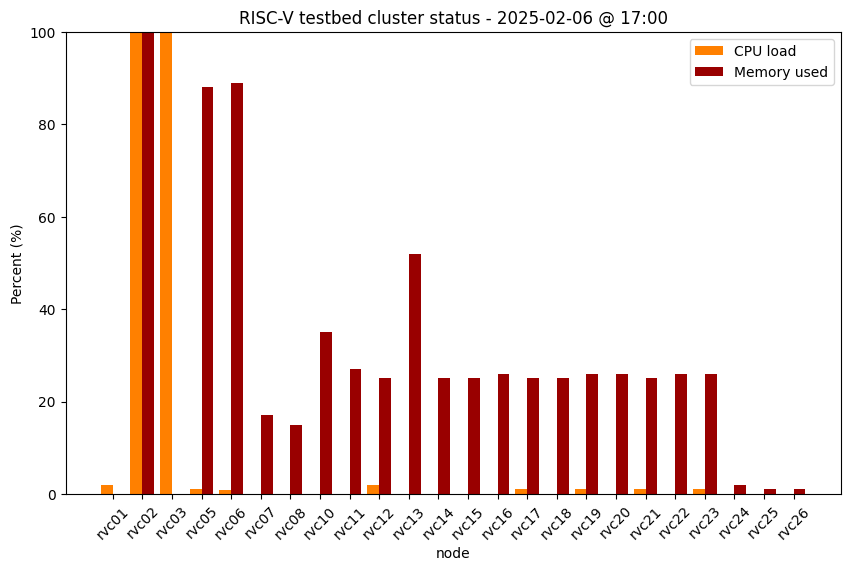 RISC-V testbed cluster status - 2025-02-06 @ 17:00
CPU load
Memory used
Percent (%)
100
80
60
40
20
0
rvc01 rvc02 rvc03 rvc05 rvc06 rvc07 rvc08 rvc10 rvc11 rvc12 rvc13 rvc14 rvc15 rvc16 rvc17 rvc18 rvc19 rvc20 rvc21 rvc22 rvc23 rvc24 rvc25 rvc26
node